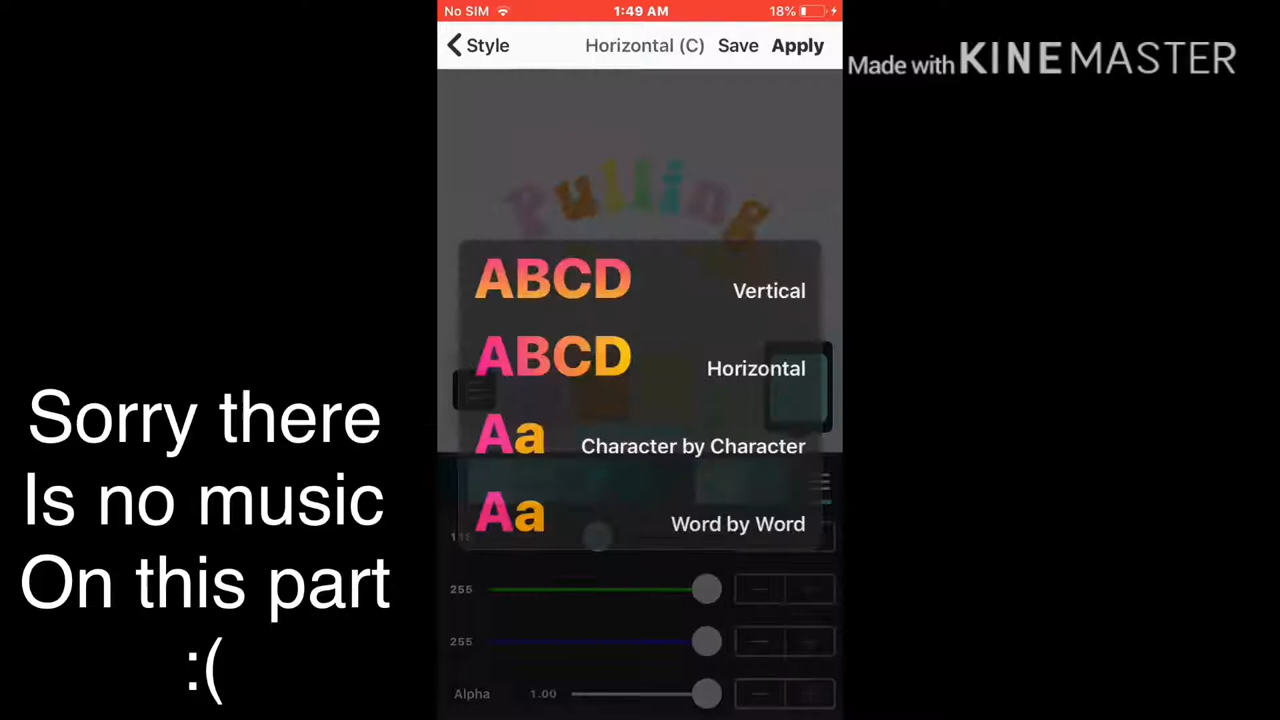 No SIM 1:49 AM 18%
Style Horizontal (C) Save Apply
Made with KINEMASTER
Pulling
ABCD Vertical
ABCD Horizontal
Aa Character by Character
Aa Word by Word
255
255
Alpha 1.00
Sorry there
Is no music
On this part
:(